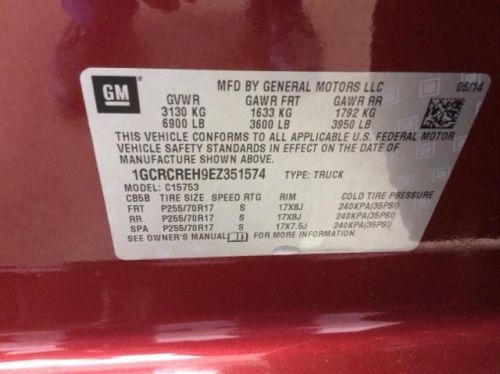 GM
MFD BY GENERAL MOTORS LLC 05/14
GVWR GAWR FRT GAWR RR
3130 KG 1633 KG 1792 KG
6900 LB 3600 LB 3950 LB
THIS VEHICLE CONFORMS TO ALL APPLICABLE U.S. FEDERAL MOTOR
VEHICLE SAFETY STANDARDS IN EFFECT ON THE DATE OF
MANUFACTURE SHOWN ABOVE.
1GCRCREH9EZ351574 TYPE: TRUCK
MODEL: C15753
CB5B TIRE SIZE SPEED RTG RIM COLD TIRE PRESSURE
FRT P255/70R17 S 17X8J 240KPA(35PSI)
RR P255/70R17 S 17X8J 240KPA(35PSI)
SPA P255/70R17 S 17X7.5J 240KPA(35PSI)
SEE OWNER'S MANUAL FOR MORE INFORMATION.